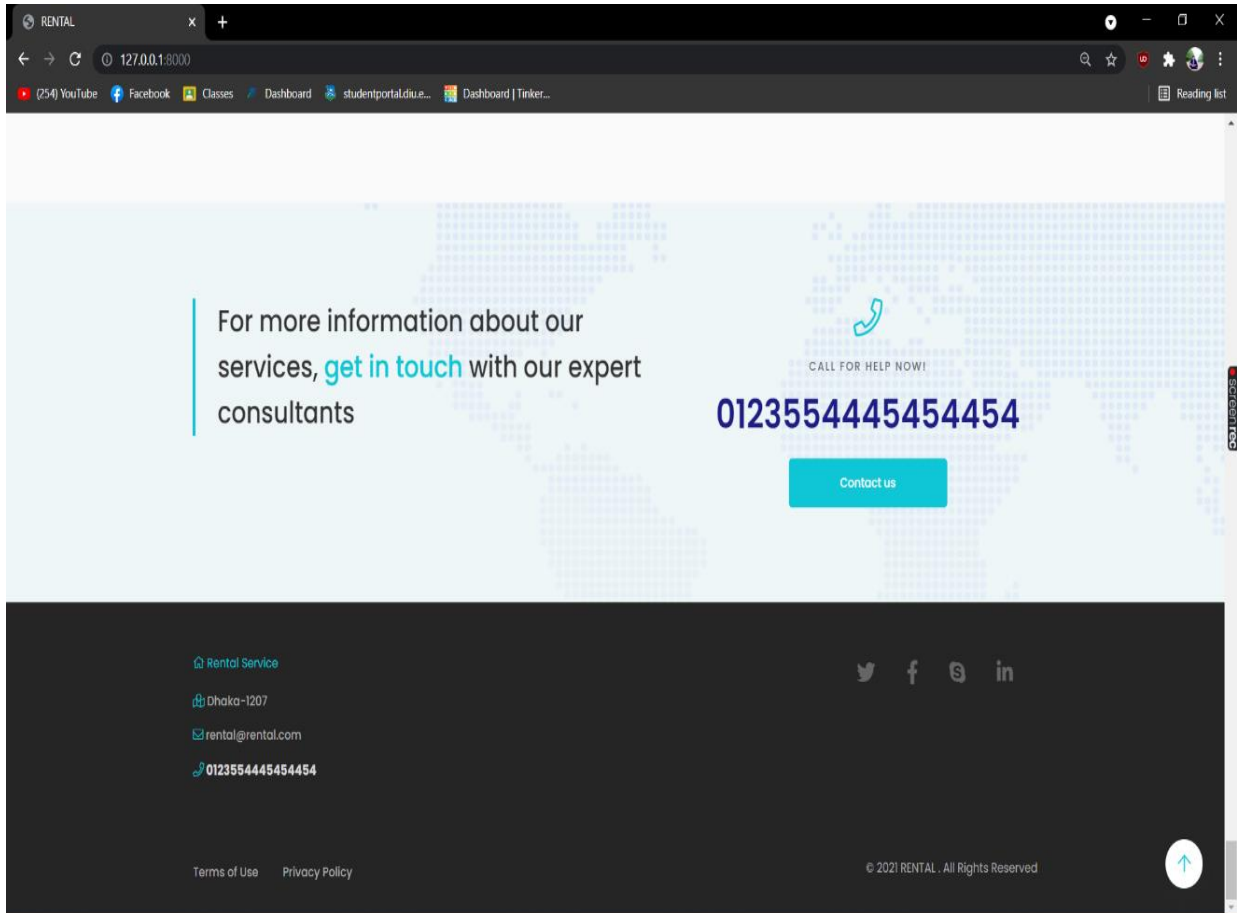 RENTAL
127.0.0.1:8000
(254) YouTube Facebook Classes Dashboard studentportal.diu.e... Dashboard | Tinker... Reading list
For more information about our
services, get in touch with our expert
consultants
CALL FOR HELP NOW!
0123554445454454
Contact us
screenrec
Rental Service
Dhaka-1207
rental@rental.com
0123554445454454
Terms of Use Privacy Policy
© 2021 RENTAL . All Rights Reserved